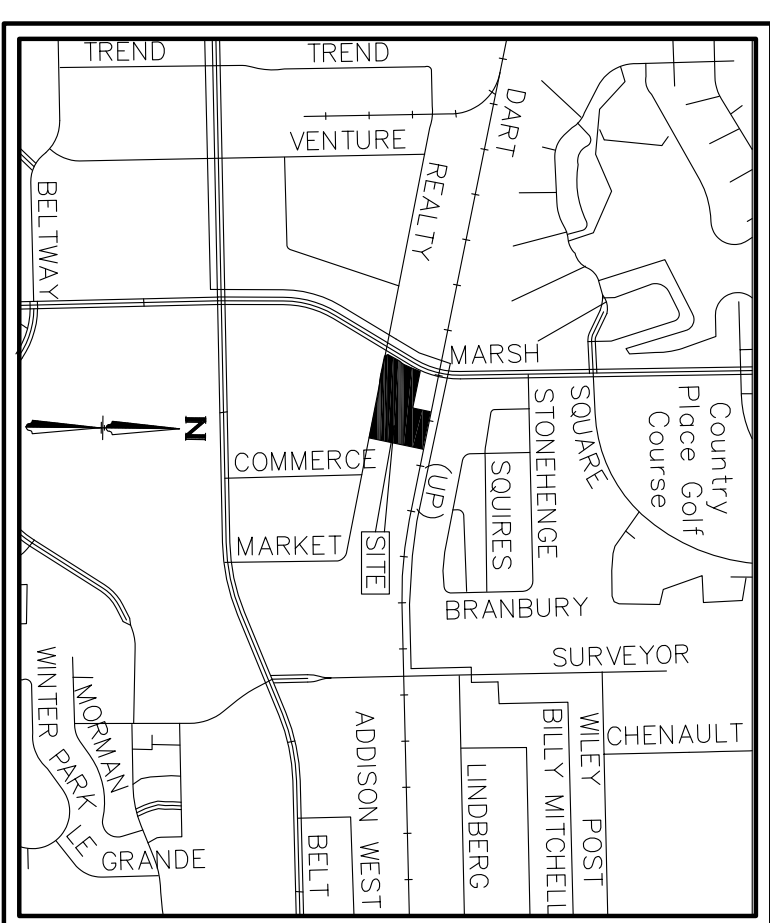 TREND
TREND
VENTURE
DART
REALTY
BELTWAY
MARSH
N
COMMERCE
MARKET
SITE
(UP)
STONEHENGE
SQUARE
SQUIRES
Country
Place Golf
Course
BRANBURY
SURVEYOR
WINTER PARK
MORMAN
LE
GRANDE
ADDISON WEST
BELT
LINDBERG
BILLY MITCHELL
WILEY POST
CHENAULT